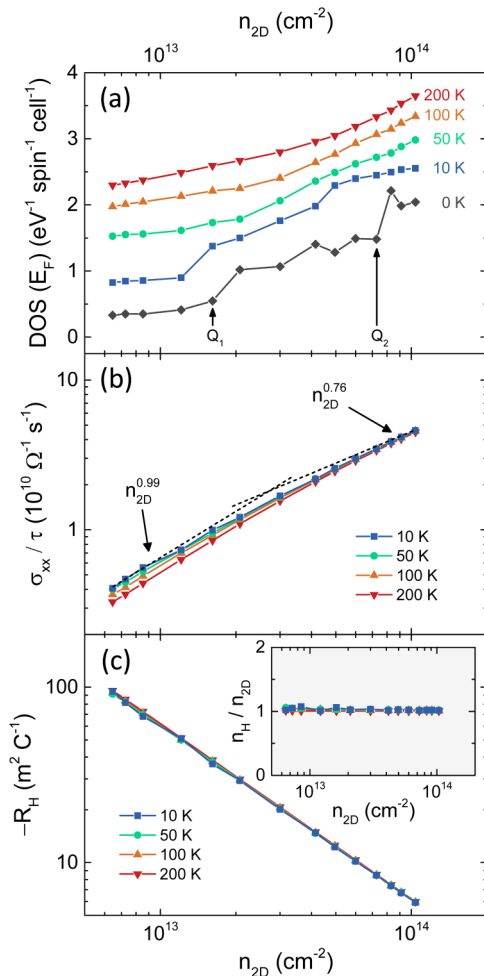 n2D (cm-2)
10^13 10^14
(a)
DOS (EF) (eV-1 spin-1 cell-1)
4
3
2
1
0
200 K
100 K
50 K
10 K
0 K
Q1
Q2
(b)
σxx / τ (10^10 Ω-1 s-1)
10
1
n2D^0.99
n2D^0.76
10 K
50 K
100 K
200 K
(c)
−RH (m2 C-1)
100
10
10 K
50 K
100 K
200 K
nH / n2D
2
1
0
10^13 10^14
n2D (cm-2)
10^13 10^14
n2D (cm-2)